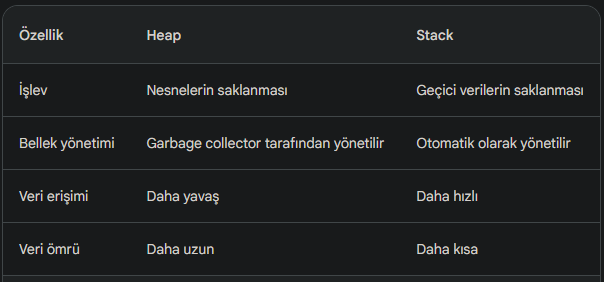 Özellik Heap Stack
İşlev Nesnelerin saklanması Geçici verilerin saklanması
Bellek yönetimi Garbage collector tarafından yönetilir Otomatik olarak yönetilir
Veri erişimi Daha yavaş Daha hızlı
Veri ömrü Daha uzun Daha kısa